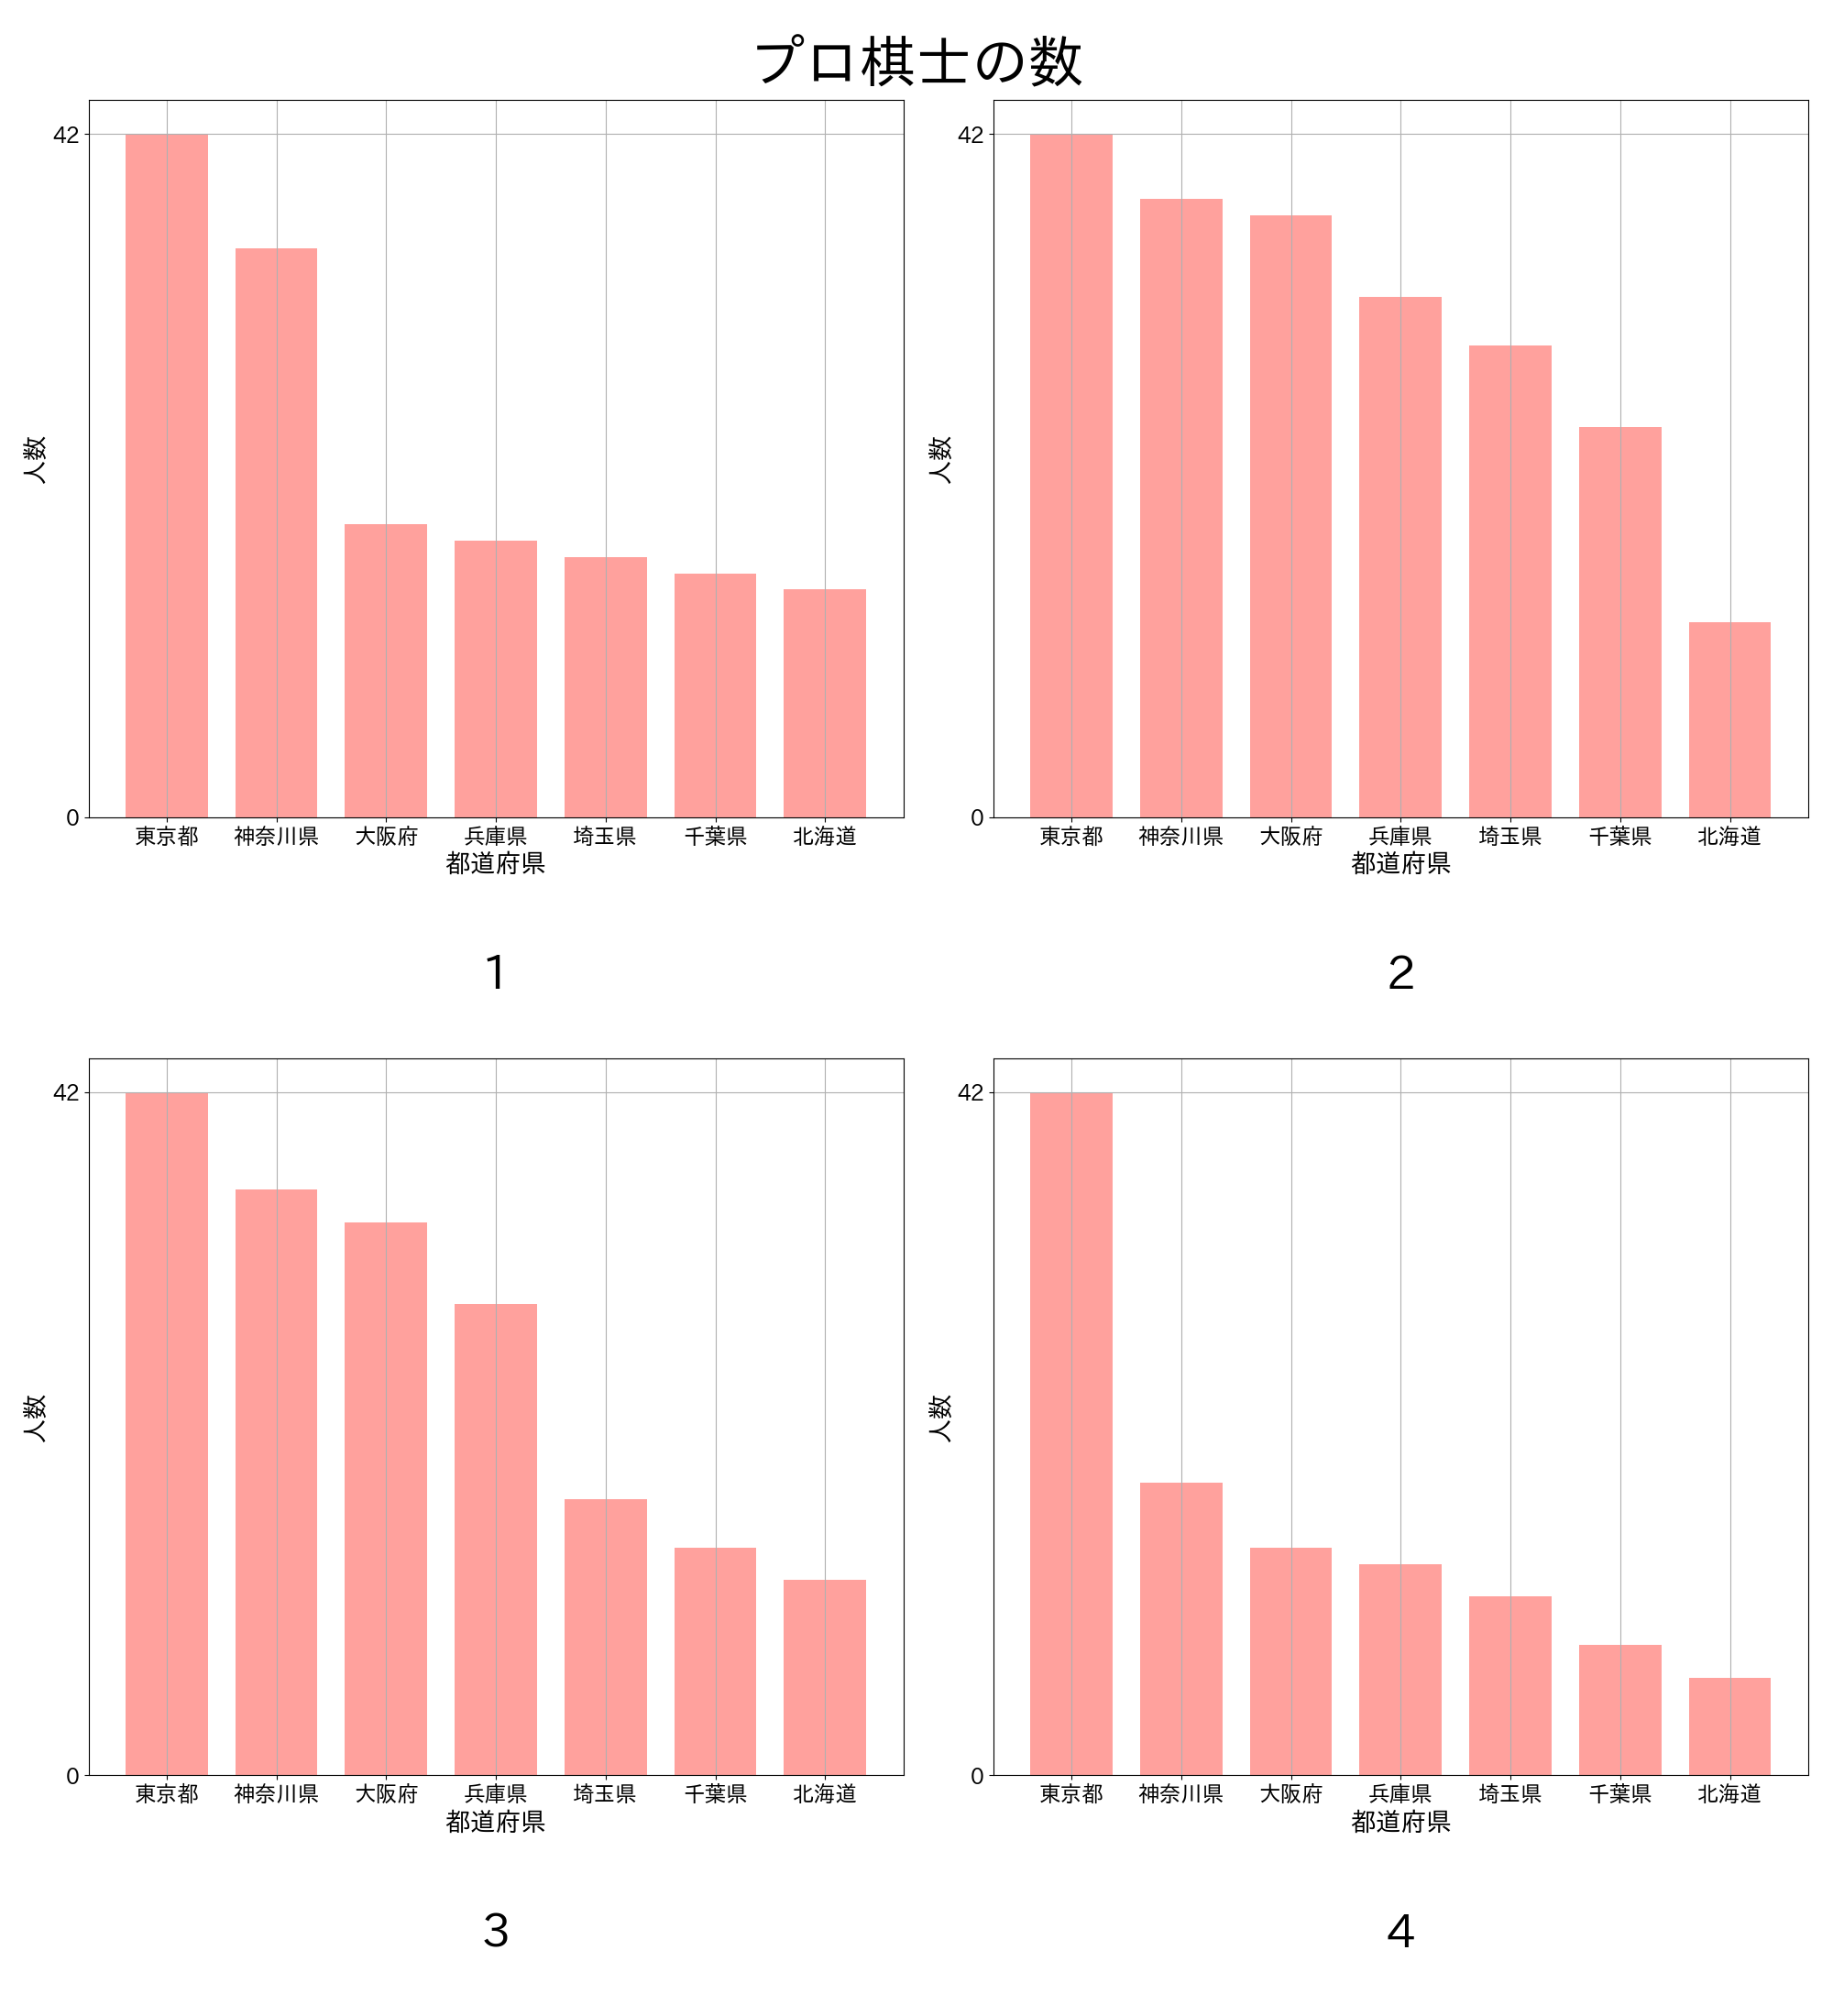 プロ棋士の数
42
0
人数
東京都 神奈川県 大阪府 兵庫県 埼玉県 千葉県 北海道
都道府県
1
42
0
人数
東京都 神奈川県 大阪府 兵庫県 埼玉県 千葉県 北海道
都道府県
2
42
0
人数
東京都 神奈川県 大阪府 兵庫県 埼玉県 千葉県 北海道
都道府県
3
42
0
人数
東京都 神奈川県 大阪府 兵庫県 埼玉県 千葉県 北海道
都道府県
4